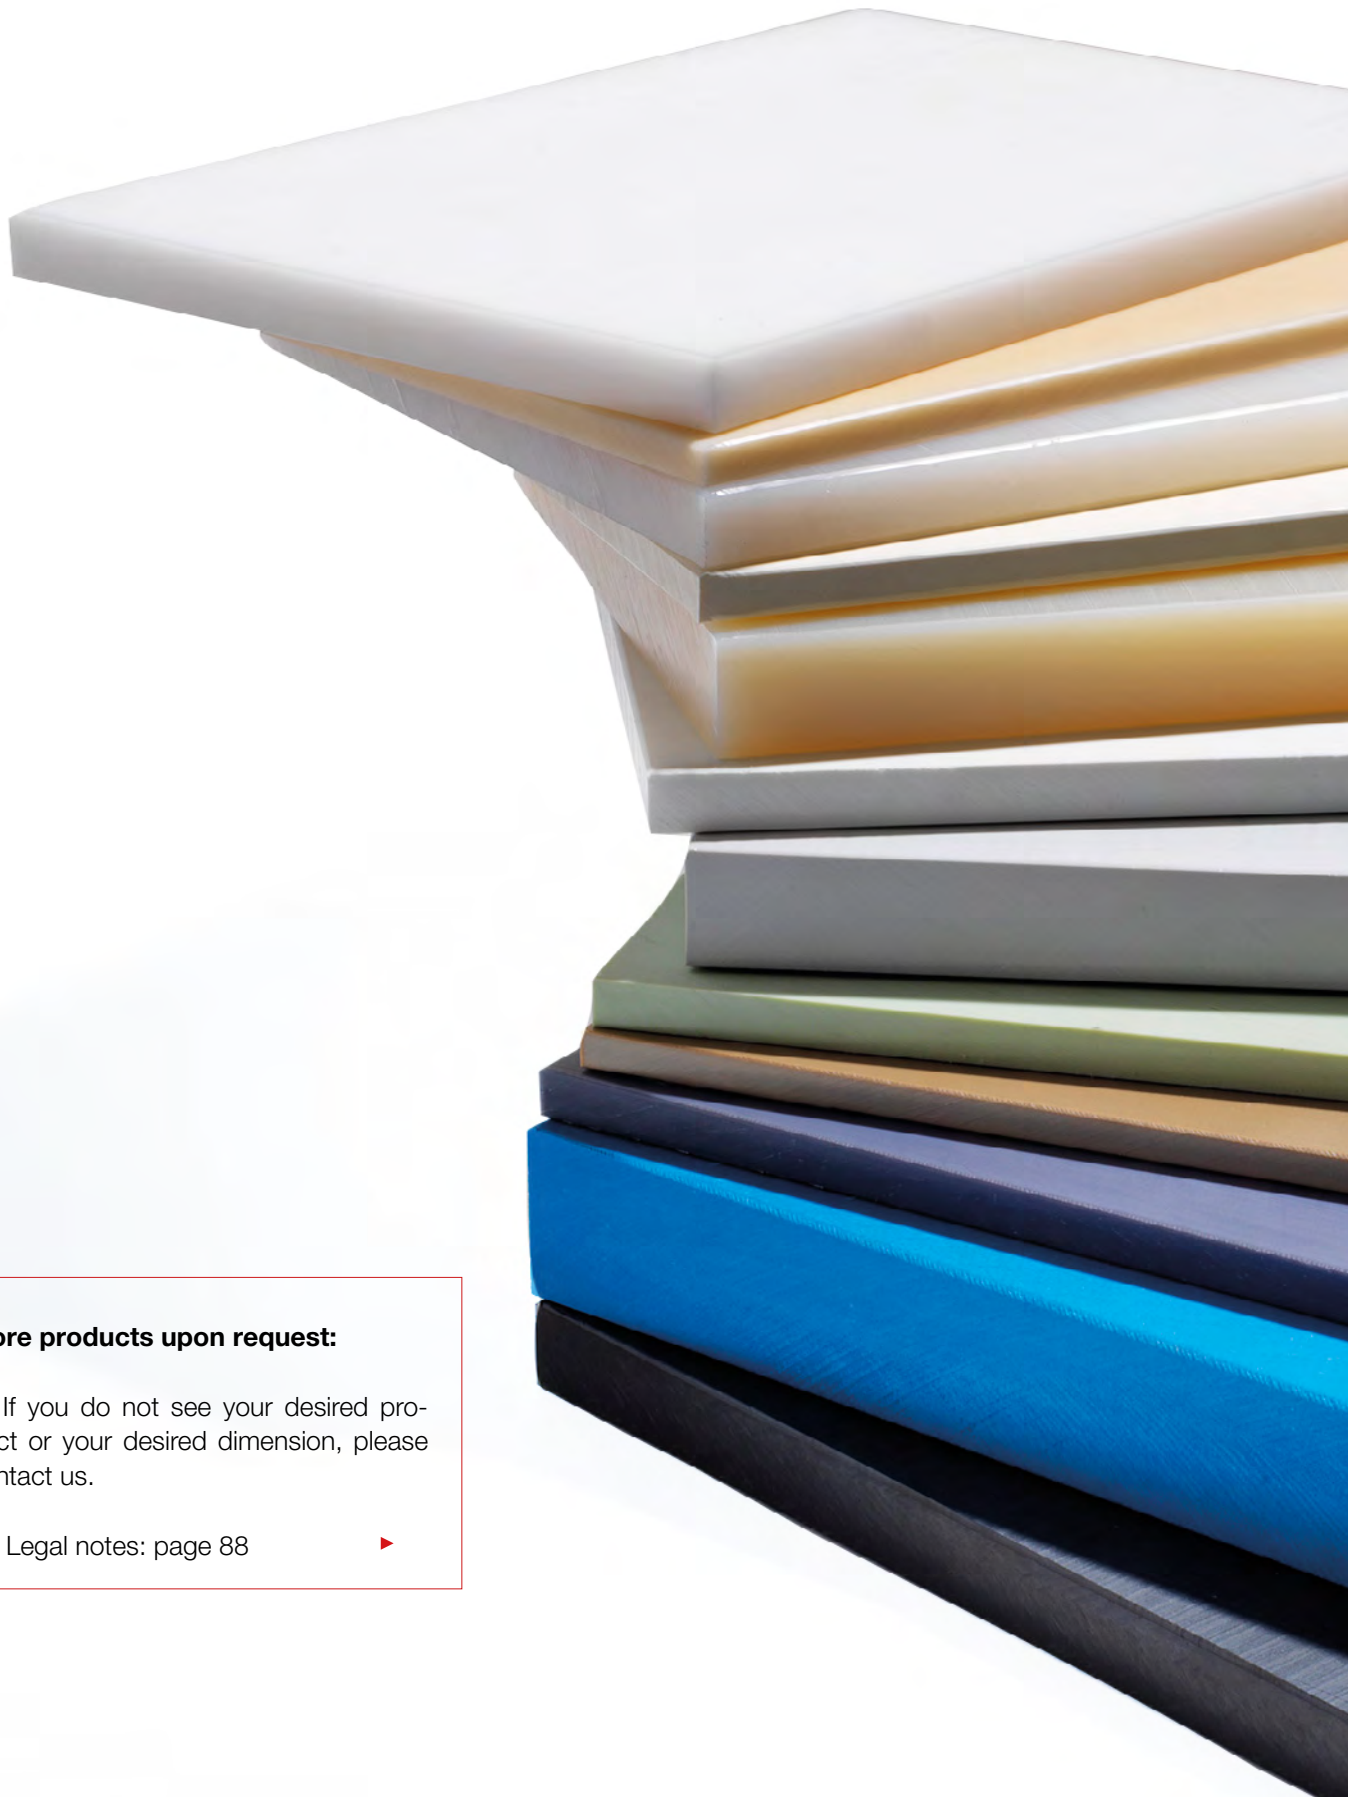 ore products upon request:
If you do not see your desired pro-
ct or your desired dimension, please
ntact us.
Legal notes: page 88